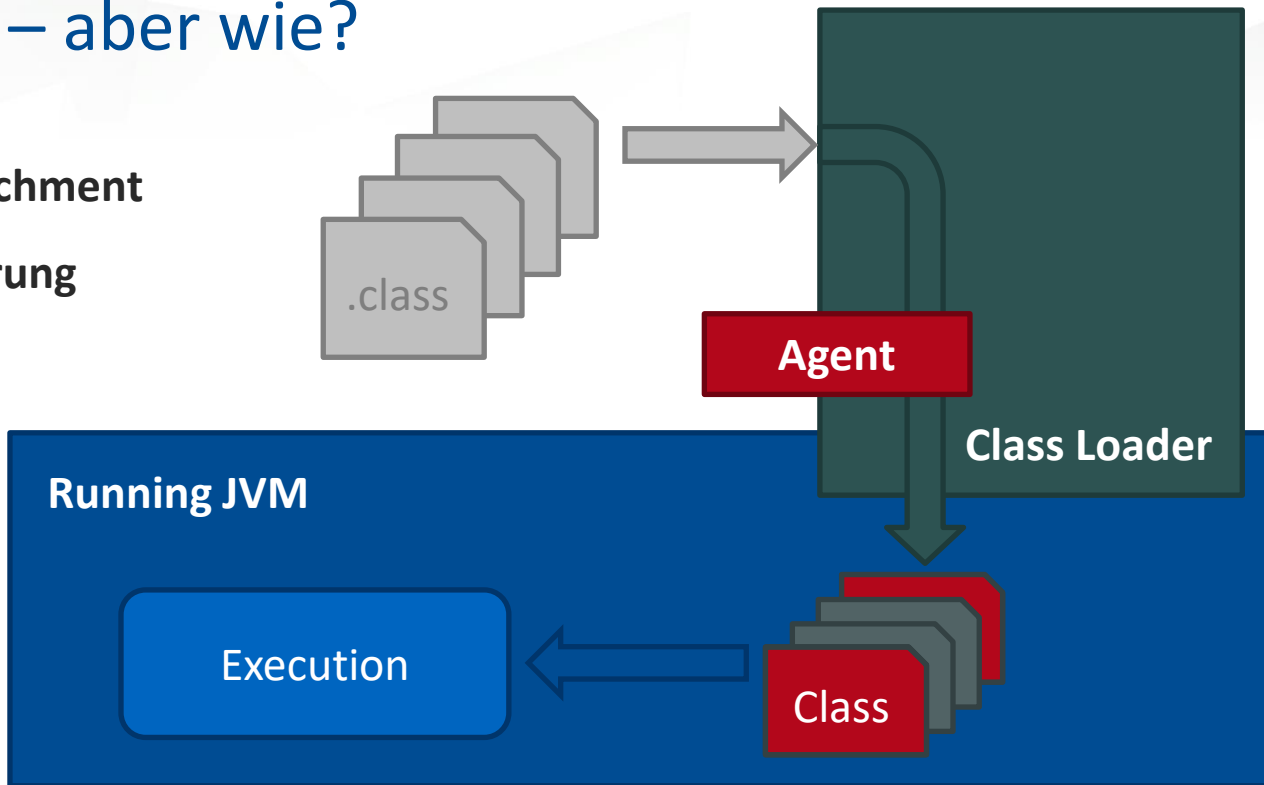 – aber wie?
chment
rung
.class
Agent
Class Loader
Running JVM
Execution
Class